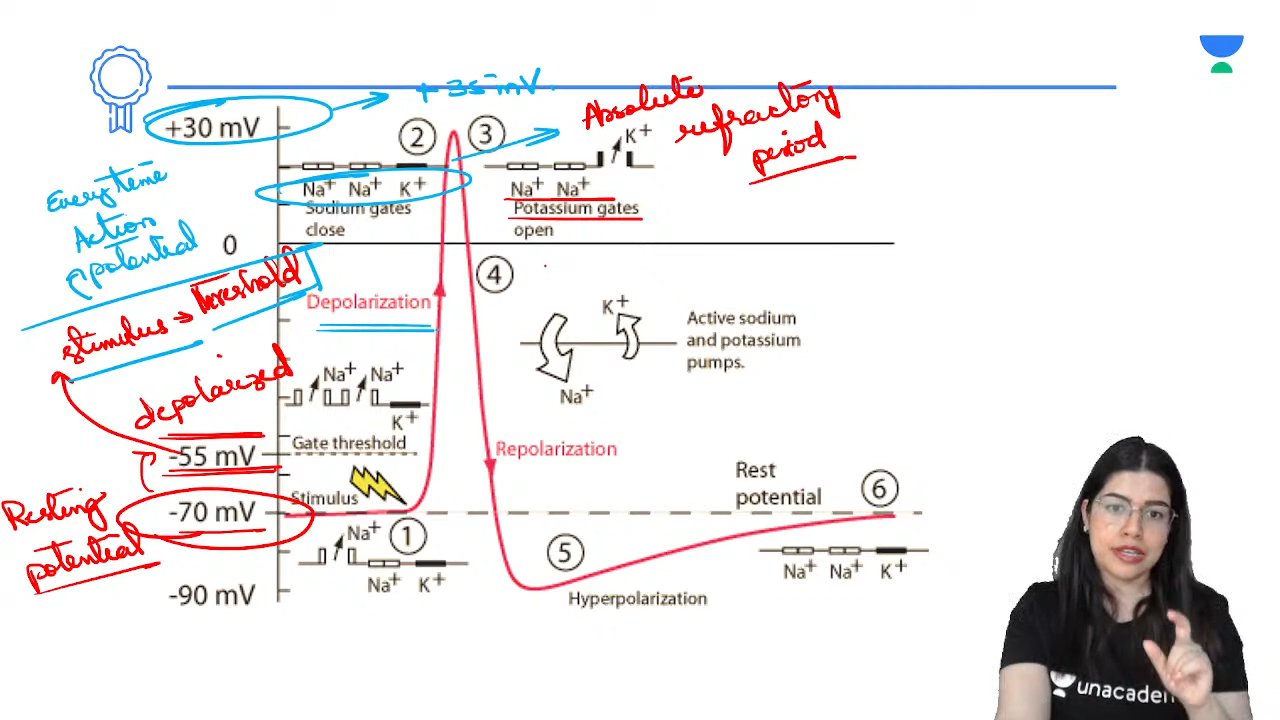 + 35 mV
Absolute
refractory
period
+30 mV
2
3
K+
Na+ Na+ K+
Sodium gates
close
Na+ Na+
Potassium gates
open
Everytime
Action
potential
0
stimulus → threshold
Depolarization
4
K+
Na+
Active sodium
and potassium
pumps.
Na+ Na+
K+
depolarized
Gate threshold
-55 mV
Repolarization
Stimulus
Resting
potential
-70 mV
Rest
potential
6
Na+
1
Na+ K+
5
Na+ Na+ K+
-90 mV
Hyperpolarization
unacaden